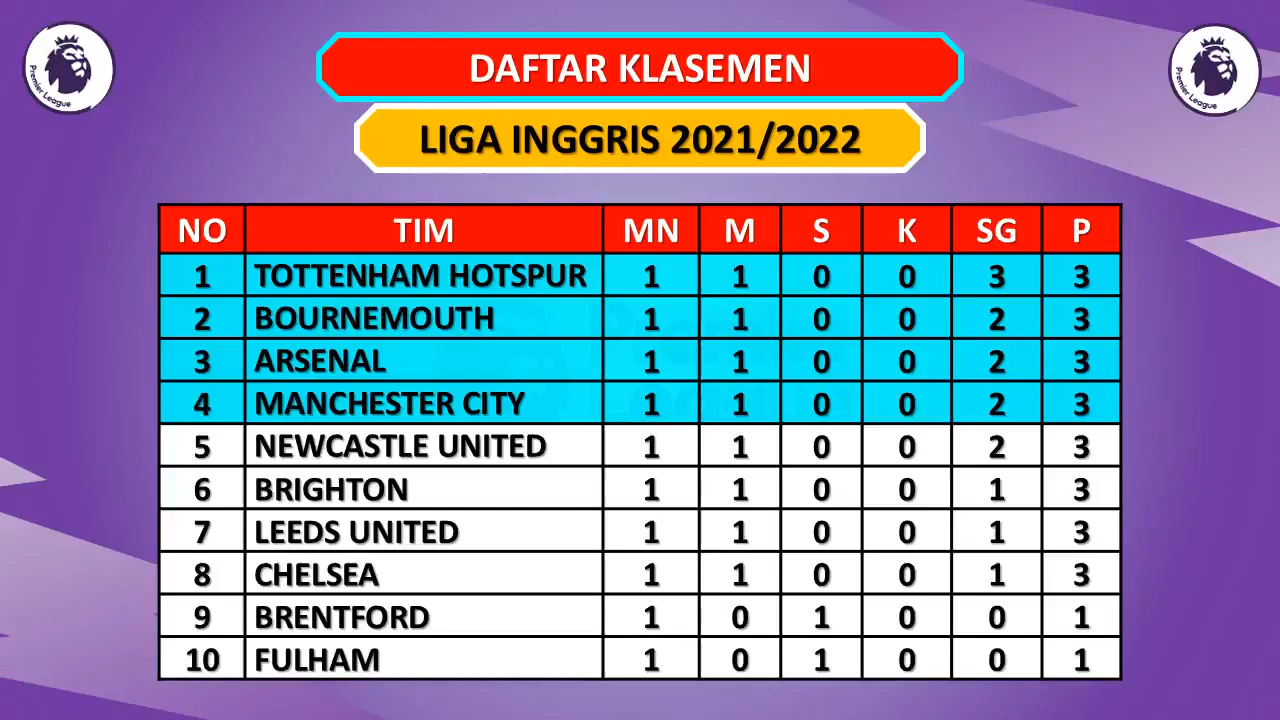 Premier League
DAFTAR KLASEMEN
Premier League
LIGA INGGRIS 2021/2022
NO TIM MN M S K SG P
1 TOTTENHAM HOTSPUR 1 1 0 0 3 3
2 BOURNEMOUTH 1 1 0 0 2 3
3 ARSENAL 1 1 0 0 2 3
4 MANCHESTER CITY 1 1 0 0 2 3
5 NEWCASTLE UNITED 1 1 0 0 2 3
6 BRIGHTON 1 1 0 0 1 3
7 LEEDS UNITED 1 1 0 0 1 3
8 CHELSEA 1 1 0 0 1 3
9 BRENTFORD 1 0 1 0 0 1
10 FULHAM 1 0 1 0 0 1